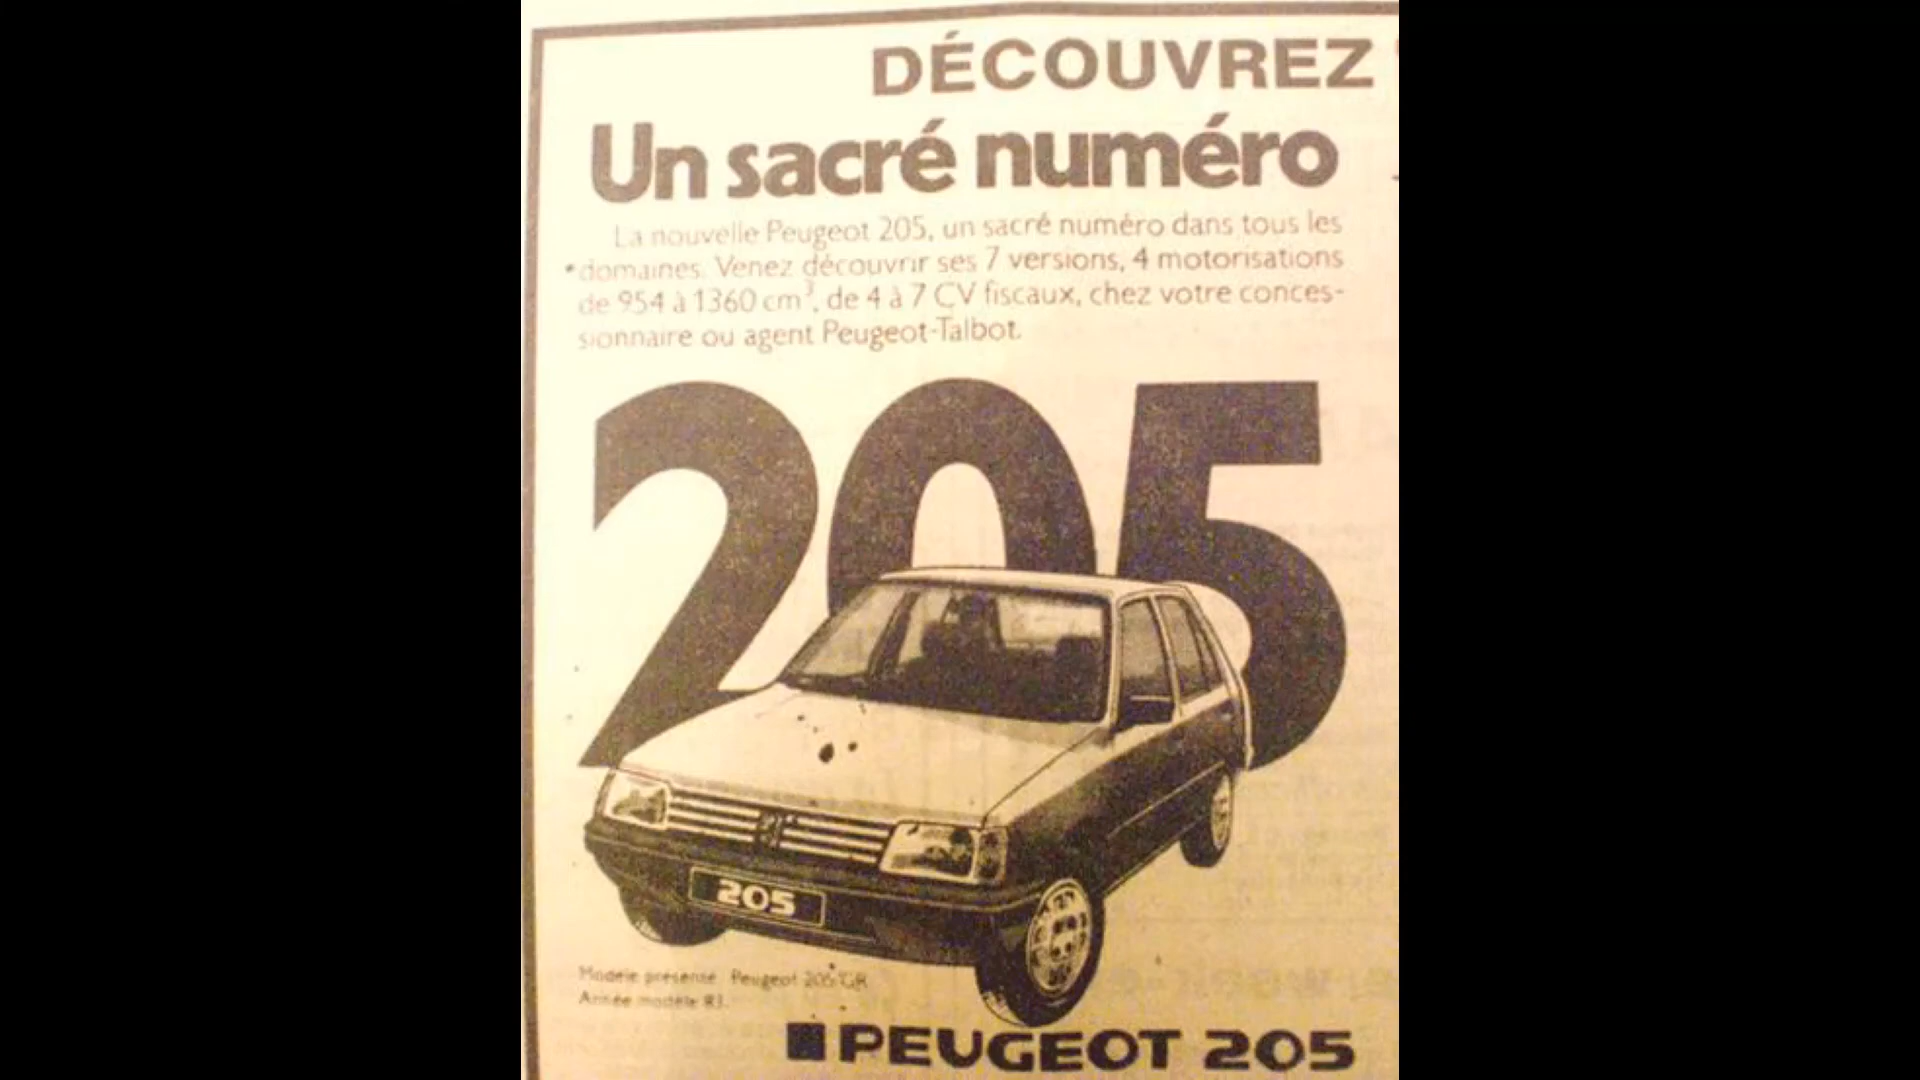 DÉCOUVREZ
Un sacré numéro
La nouvelle Peugeot 205, un sacré numéro dans tous les
domaines. Venez découvrir ses 7 versions, 4 motorisations
de 954 à 1360 cm³, de 4 à 7 CV fiscaux, chez votre conces-
sionnaire ou agent Peugeot-Talbot.
205
205
Modèle présenté Peugeot 205 GR
Année modèle 83.
PEUGEOT 205